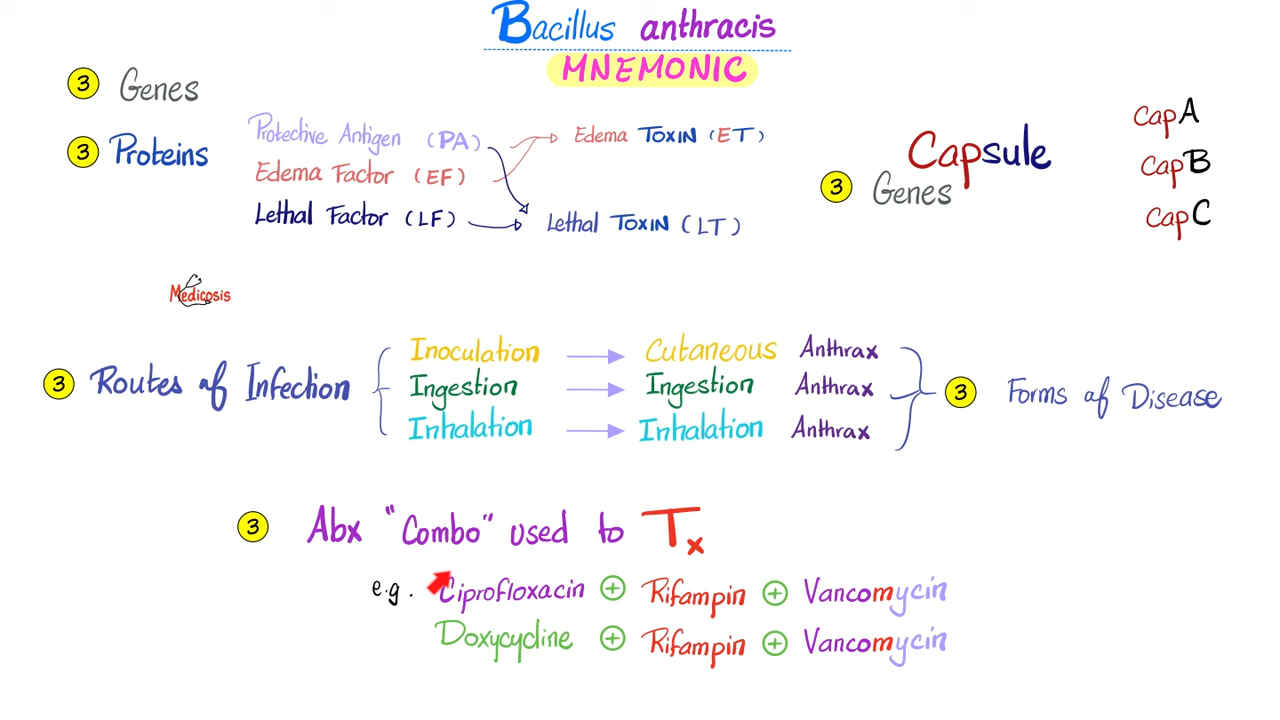 Bacillus anthracis
MNEMONIC
3 Genes
3 Proteins
Protective Antigen (PA)
Edema Factor (EF)
Lethal Factor (LF)
Edema TOXIN (ET)
Lethal TOXIN (LT)
Capsule
3 Genes
CapA
CapB
CapC
Medicosis
3 Routes of Infection
Inoculation Cutaneous Anthrax
Ingestion Ingestion Anthrax
Inhalation Inhalation Anthrax
3 Forms of Disease
3 Abx "Combo" used to Tx
e.g. Ciprofloxacin + Rifampin + Vancomycin
Doxycycline + Rifampin + Vancomycin